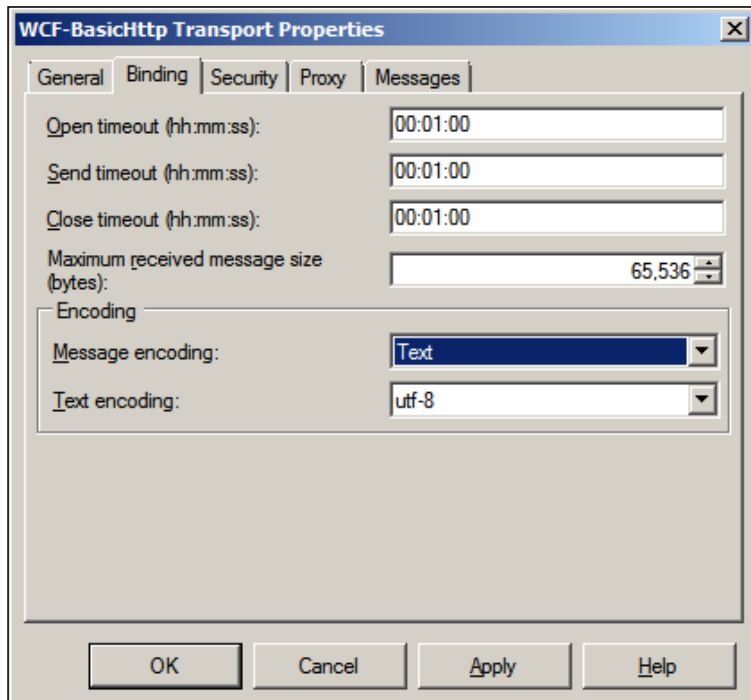 WCF-BasicHttp Transport Properties
General Binding Security Proxy Messages
Open timeout (hh:mm:ss): 00:01:00
Send timeout (hh:mm:ss): 00:01:00
Close timeout (hh:mm:ss): 00:01:00
Maximum received message size
(bytes): 65,536
Encoding
Message encoding: Text
Text encoding: utf-8
OK Cancel Apply Help